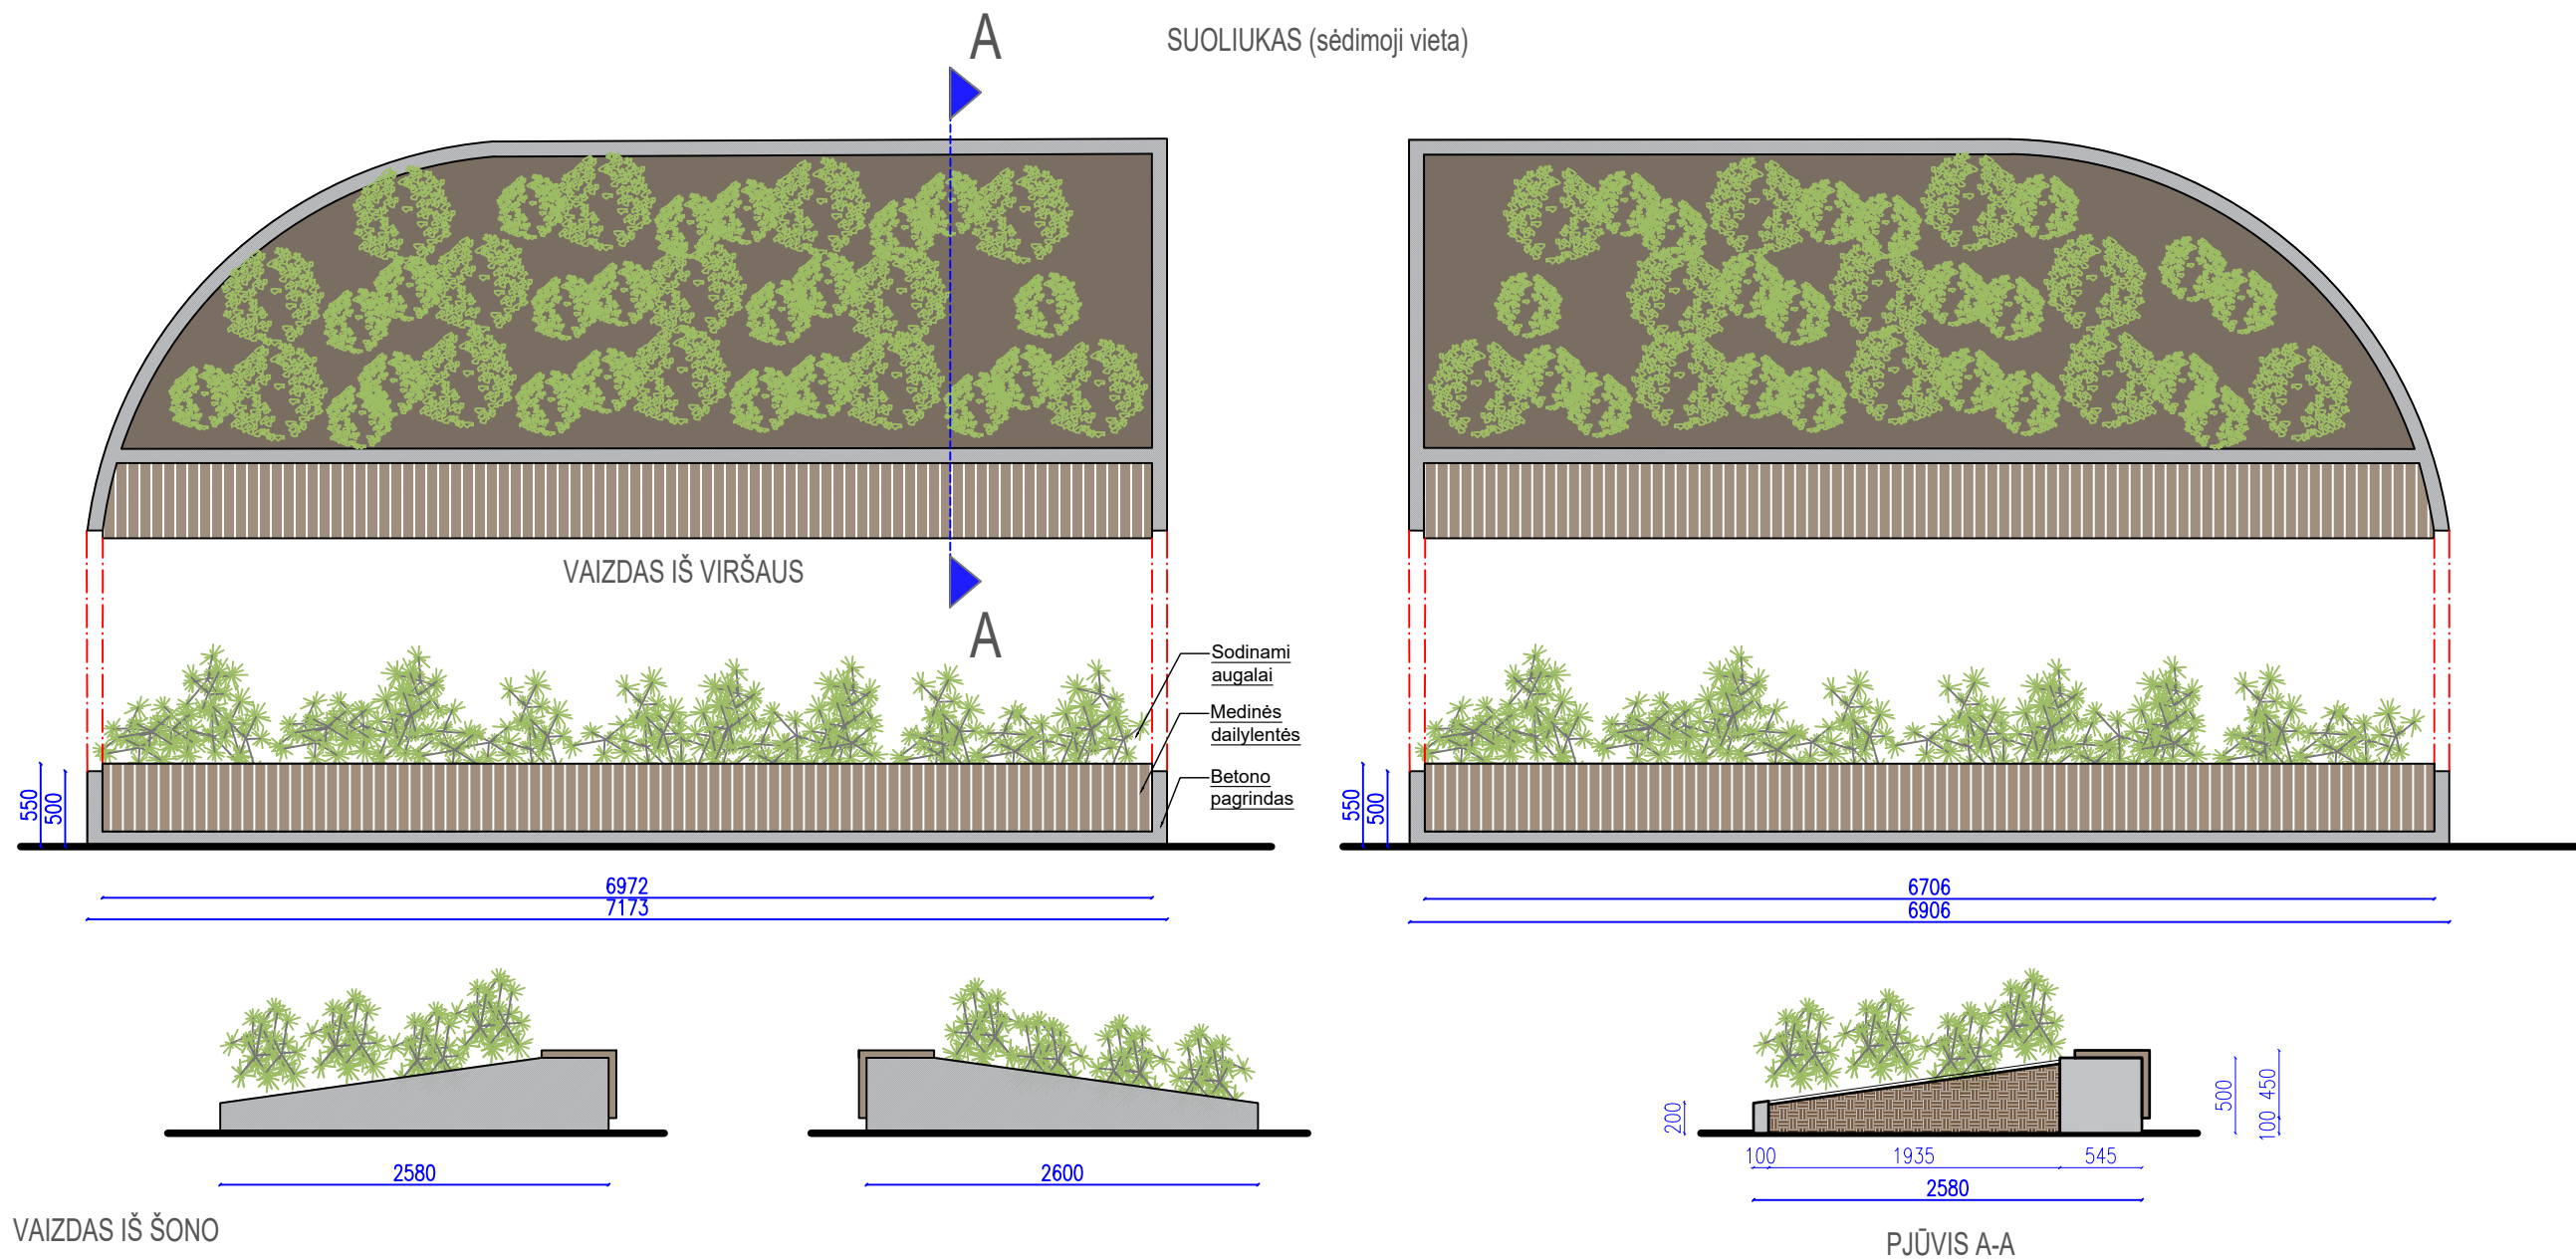 A
SUOLIUKAS (sėdimoji vieta)
VAIZDAS IŠ VIRŠAUS
A
Sodinami
augalai
Medinės
dailylentės
Betono
pagrindas
550
500
550
500
6972
7173
6706
6906
200
500
100 450
100
1935
545
2580
2600
2580
VAIZDAS IŠ ŠONO
PJŪVIS A-A